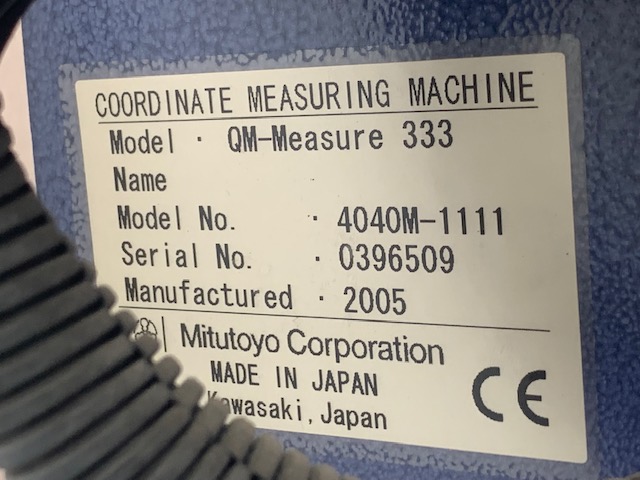 COORDINATE MEASURING MACHINE
Model · QM-Measure 333
Name
Model No. · 4040M-1111
Serial No. · 0396509
Manufactured · 2005
Mitutoyo Corporation
MADE IN JAPAN
Kawasaki, Japan
CE